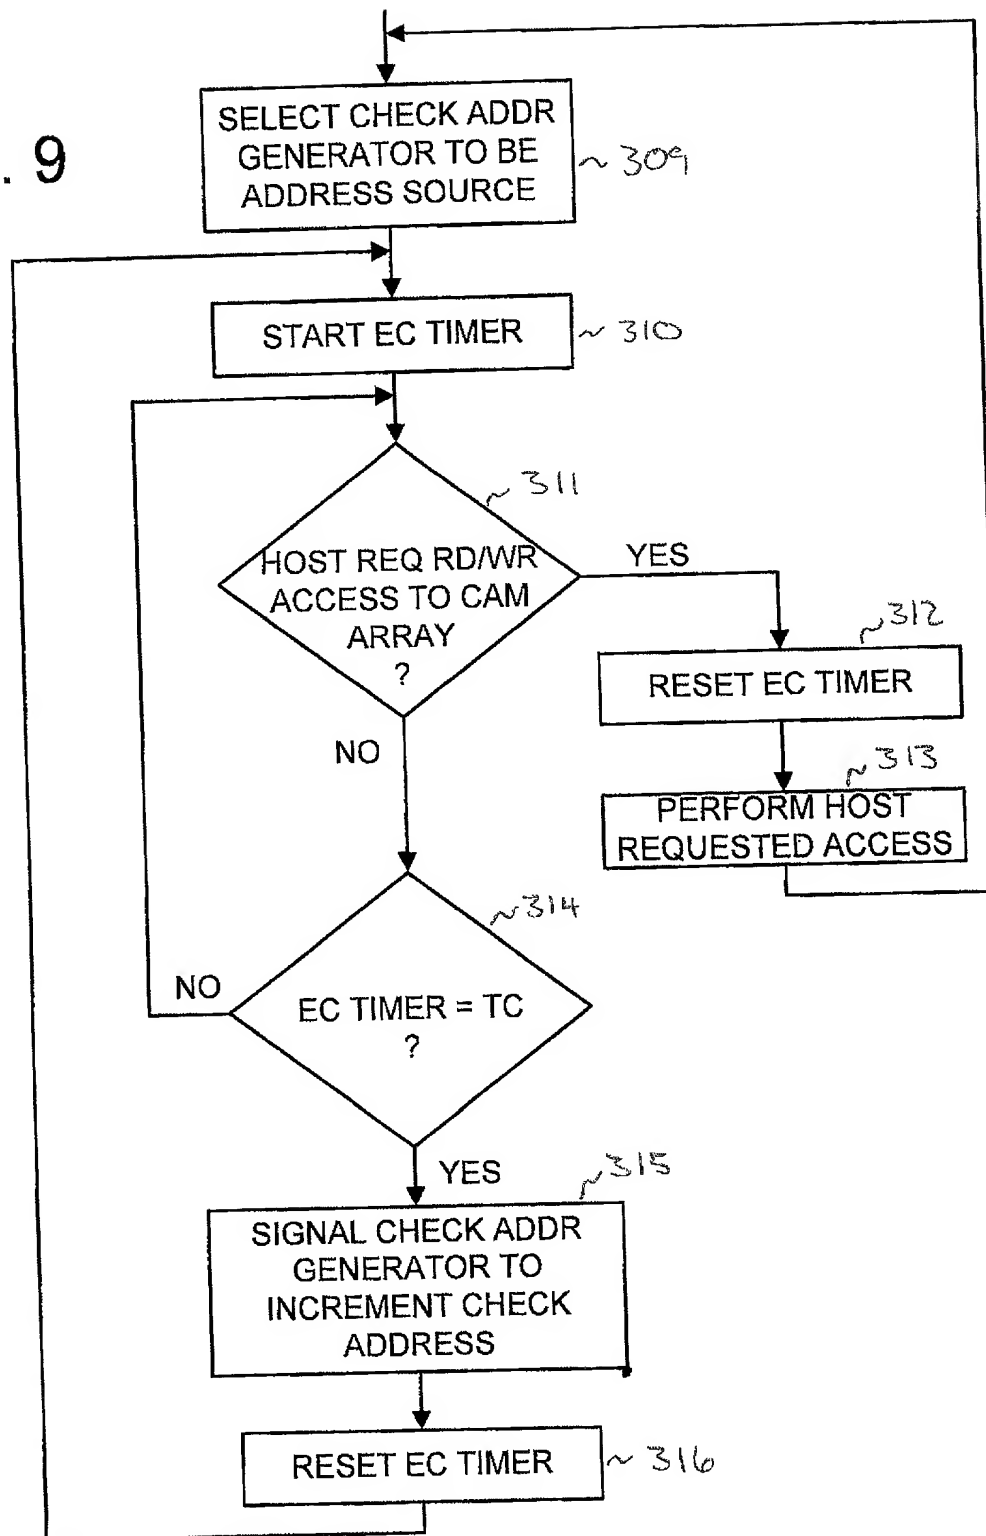 . 9
SELECT CHECK ADDR
GENERATOR TO BE
ADDRESS SOURCE
~ 309
START EC TIMER
~ 310
~ 311
HOST REQ RD/WR
ACCESS TO CAM
ARRAY
?
YES
~ 312
RESET EC TIMER
NO
~ 313
PERFORM HOST
REQUESTED ACCESS
~ 314
NO
EC TIMER = TC
?
YES
~ 315
SIGNAL CHECK ADDR
GENERATOR TO
INCREMENT CHECK
ADDRESS
RESET EC TIMER
~ 316